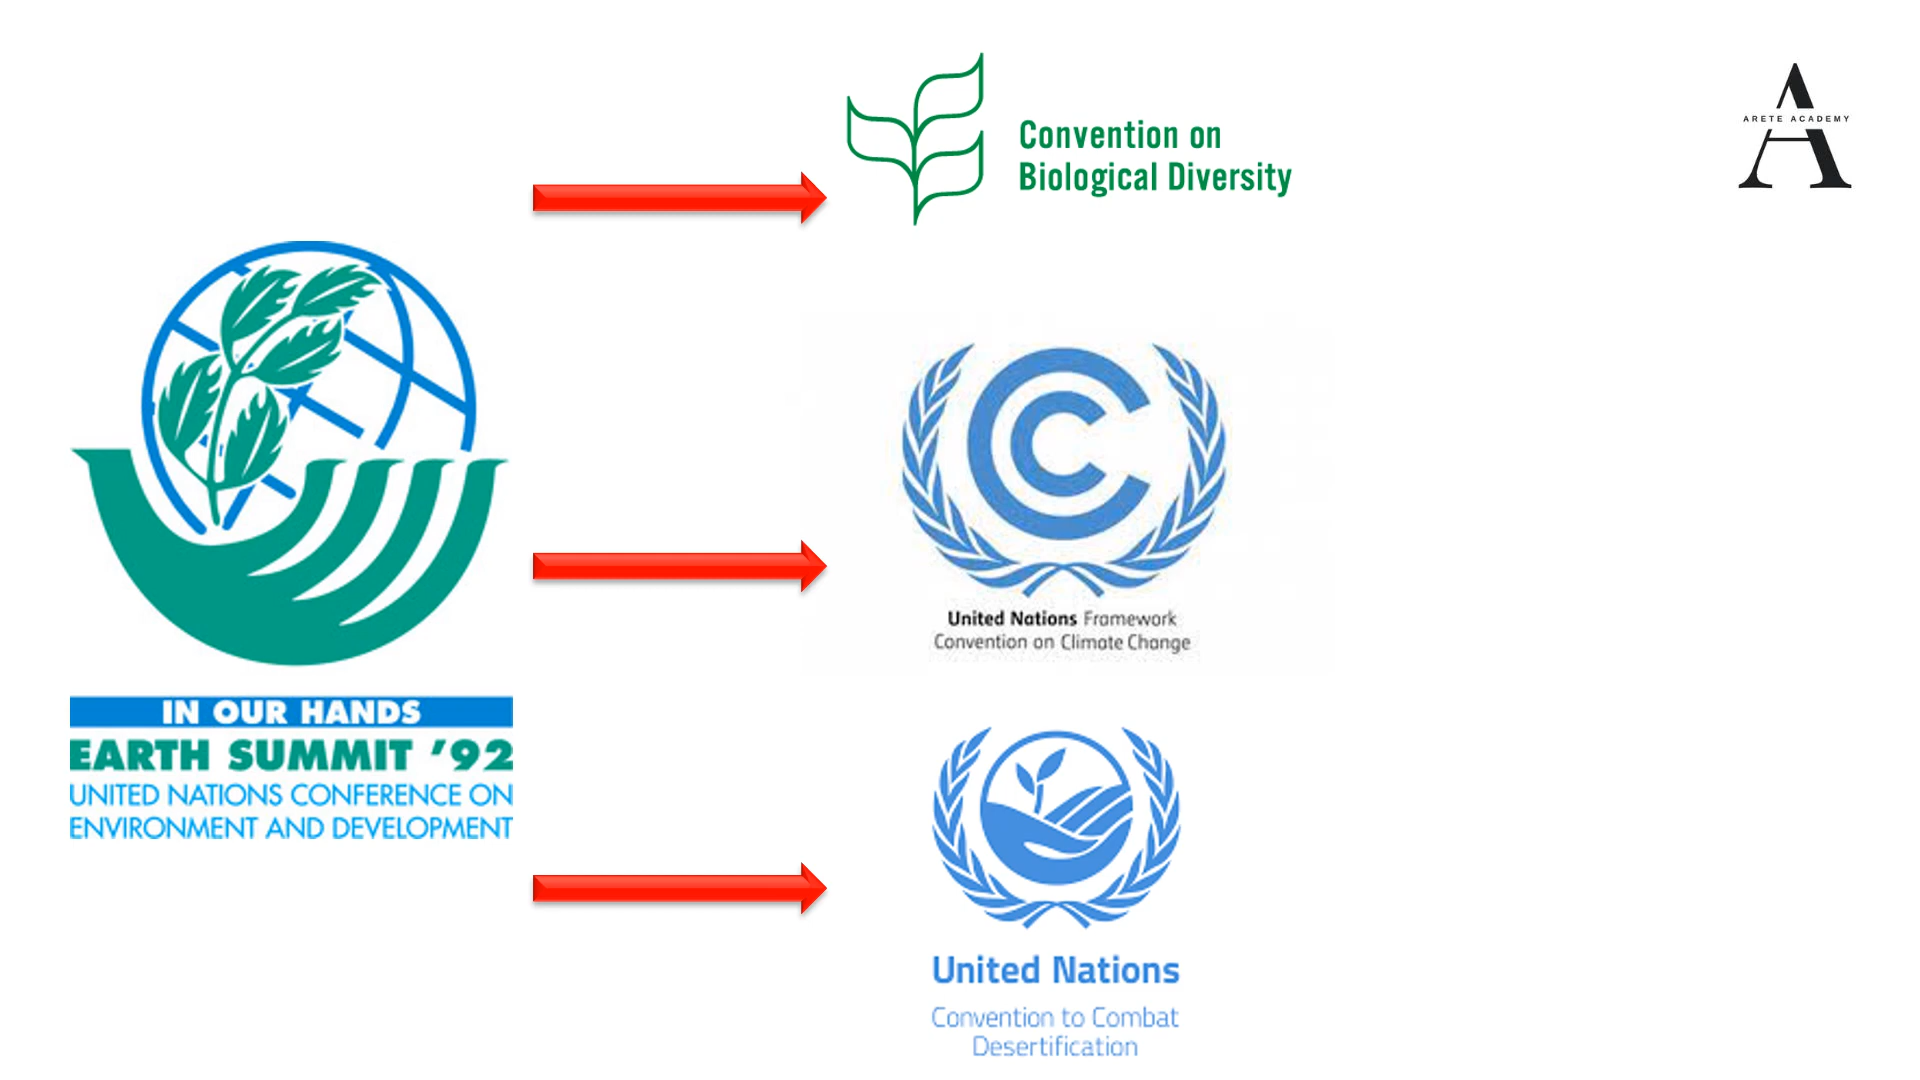 Convention on
Biological Diversity
ARETE ACADEMY
IN OUR HANDS
EARTH SUMMIT ’92
UNITED NATIONS CONFERENCE ON
ENVIRONMENT AND DEVELOPMENT
United Nations Framework
Convention on Climate Change
United Nations
Convention to Combat
Desertification